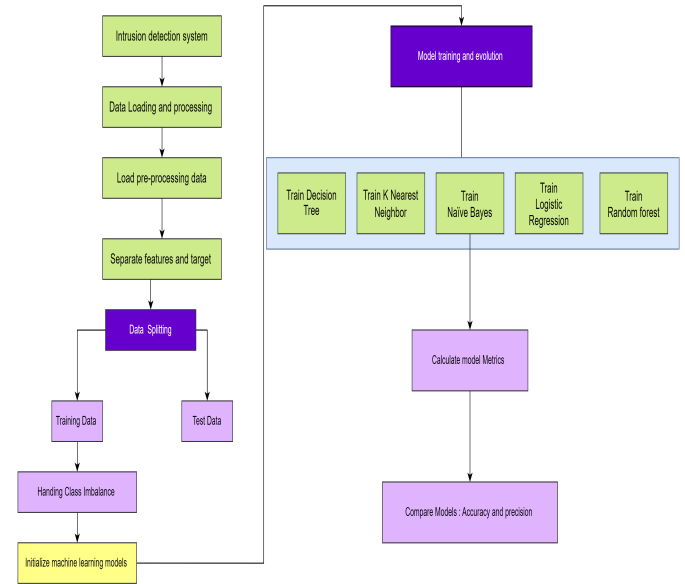 Intrusion detection system
Data Loading and processing
Load pre-processing data
Separate features and target
Data Splitting
Training Data
Test Data
Handing Class Imbalance
Initialize machine learning models
Model training and evolution
Train Decision
Tree
Train K Nearest
Neighbor
Train
Naïve Bayes
Train
Logistic
Regression
Train
Random forest
Calculate model Metrics
Compare Models : Accuracy and precision